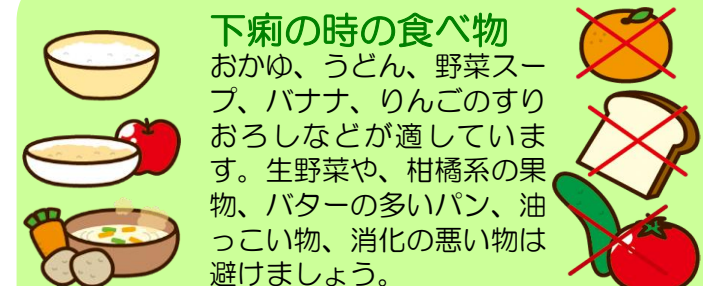 下痢の時の食べ物
おかゆ、うどん、野菜スー
プ、バナナ、りんごのすり
おろしなどが適していま
す。生野菜や、柑橘系の果
物、バターの多いパン、油
っこい物、消化の悪い物は
避けましょう。